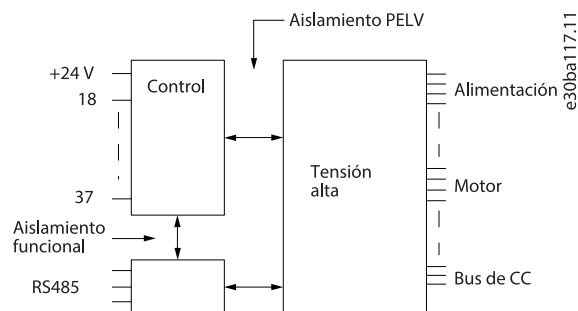 Aislamiento PELV
e30ba117.11
+24 V
Control
18
Alimentación
Tensión
alta
37
Motor
Aislamiento
funcional
RS485
Bus de CC